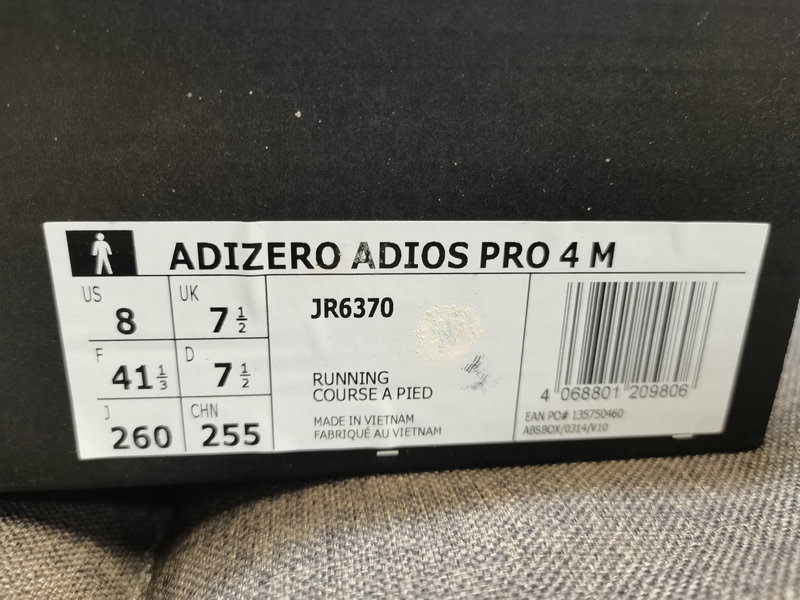 ADIZERO ADIOS PRO 4 M
US 8
UK 7 1/2
F 41 1/3
D 7 1/2
J 260
CHN 255
JR6370
RUNNING
COURSE A PIED
MADE IN VIETNAM
FABRIQUÉ AU VIETNAM
4 068801 209806
EAN PO# 135750460
ABSBOX/0314/V.10